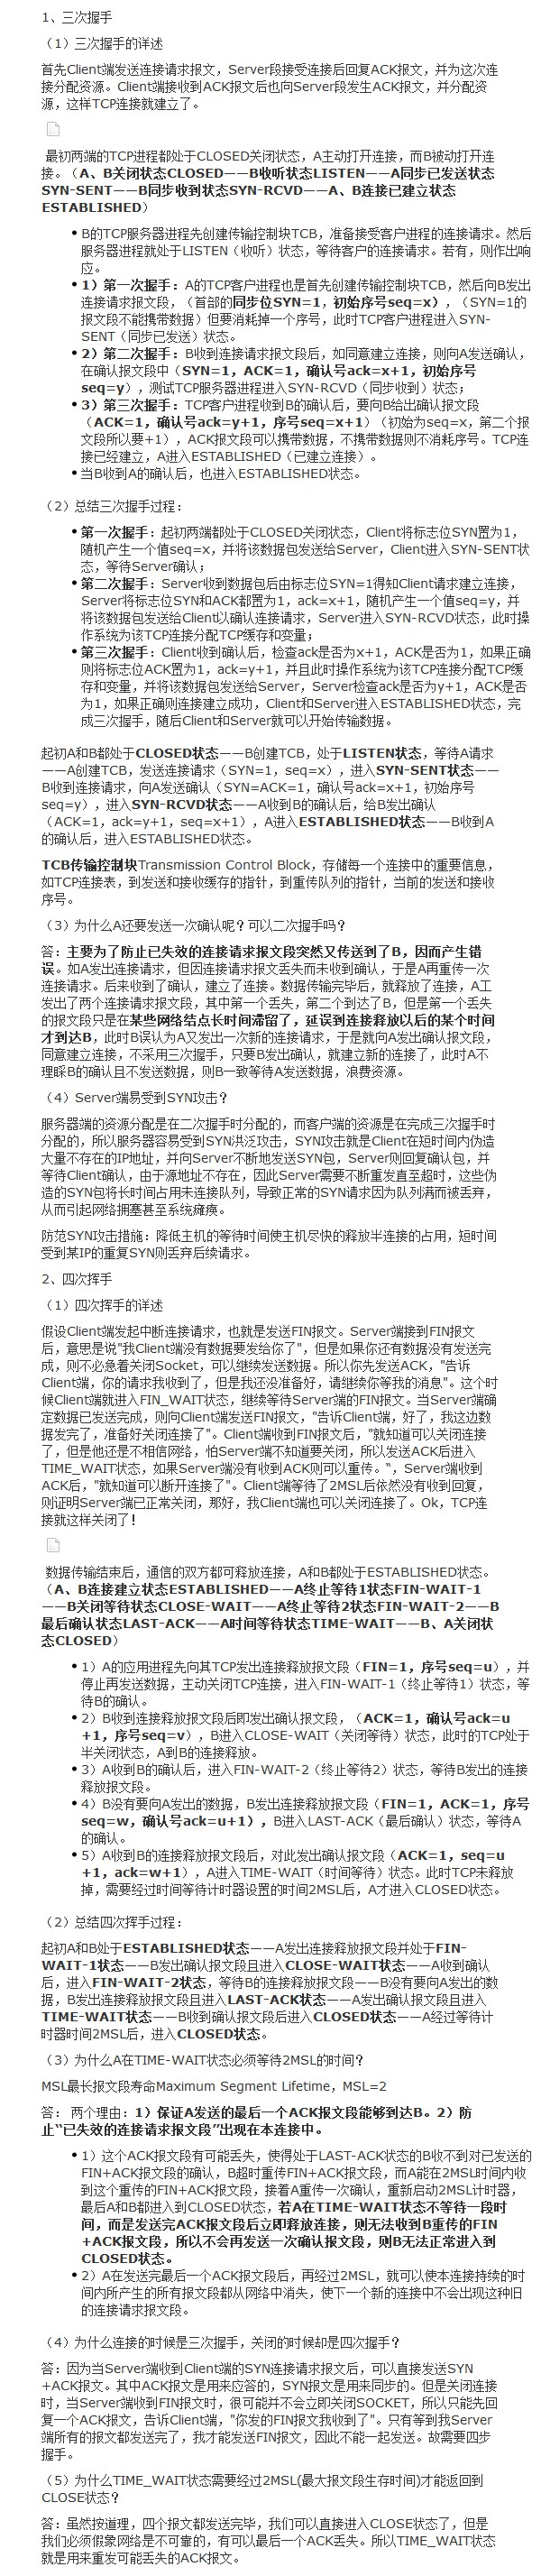 1、三次握手
（1）三次握手的详述
首先Client端发送连接请求报文，Server段接受连接后回复ACK报文，并为这次连
接分配资源。Client端接收到ACK报文后也向Server段发生ACK报文，并分配资
源，这样TCP连接就建立了。
最初两端的TCP进程都处于CLOSED关闭状态，A主动打开连接，而B被动打开连
接。（A、B关闭状态CLOSED——B收听状态LISTEN——A同步已发送状态
SYN-SENT——B同步收到状态SYN-RCVD——A、B连接已建立状态
ESTABLISHED）
•B的TCP服务器进程先创建传输控制块TCB，准备接受客户进程的连接请求。然后
服务器进程就处于LISTEN（收听）状态，等待客户的连接请求。若有，则作出响
应。
•1）第一次握手：A的TCP客户进程也是首先创建传输控制块TCB，然后向B发出
连接请求报文段，（首部的同步位SYN=1，初始序号seq=x），（SYN=1的
报文段不能携带数据）但要消耗掉一个序号，此时TCP客户进程进入SYN-
SENT（同步已发送）状态。
•2）第二次握手：B收到连接请求报文段后，如同意建立连接，则向A发送确认，
在确认报文段中（SYN=1，ACK=1，确认号ack=x+1，初始序号
seq=y），测试TCP服务器进程进入SYN-RCVD（同步收到）状态；
•3）第三次握手：TCP客户进程收到B的确认后，要向B给出确认报文段
（ACK=1，确认号ack=y+1，序号seq=x+1）（初始为seq=x，第二个报
文段所以要+1），ACK报文段可以携带数据，不携带数据则不消耗序号。TCP连
接已经建立，A进入ESTABLISHED（已建立连接）。
•当B收到A的确认后，也进入ESTABLISHED状态。
（2）总结三次握手过程：
•第一次握手：起初两端都处于CLOSED关闭状态，Client将标志位SYN置为1，
随机产生一个值seq=x，并将该数据包发送给Server，Client进入SYN-SENT状
态，等待Server确认；
•第二次握手：Server收到数据包后由标志位SYN=1得知Client请求建立连接，
Server将标志位SYN和ACK都置为1，ack=x+1，随机产生一个值seq=y，并
将该数据包发送给Client以确认连接请求，Server进入SYN-RCVD状态，此时操
作系统为该TCP连接分配TCP缓存和变量；
•第三次握手：Client收到确认后，检查ack是否为x+1，ACK是否为1，如果正确
则将标志位ACK置为1，ack=y+1，并且此时操作系统为该TCP连接分配TCP缓
存和变量，并将该数据包发送给Server，Server检查ack是否为y+1，ACK是否
为1，如果正确则连接建立成功，Client和Server进入ESTABLISHED状态，完
成三次握手，随后Client和Server就可以开始传输数据。
起初A和B都处于CLOSED状态——B创建TCB，处于LISTEN状态，等待A请求
——A创建TCB，发送连接请求（SYN=1，seq=x），进入SYN-SENT状态——
B收到连接请求，向A发送确认（SYN=ACK=1，确认号ack=x+1，初始序号
seq=y），进入SYN-RCVD状态——A收到B的确认后，给B发出确认
（ACK=1，ack=y+1，seq=x+1），A进入ESTABLISHED状态——B收到A
的确认后，进入ESTABLISHED状态。
TCB传输控制块Transmission Control Block，存储每一个连接中的重要信息，
如TCP连接表，到发送和接收缓存的指针，到重传队列的指针，当前的发送和接收
序号。
（3）为什么A还要发送一次确认呢？可以二次握手吗？
答：主要为了防止已失效的连接请求报文段突然又传送到了B，因而产生错
误。如A发出连接请求，但因连接请求报文丢失而未收到确认，于是A再重传一次
连接请求。后来收到了确认，建立了连接。数据传输完毕后，就释放了连接，A工
发出了两个连接请求报文段，其中第一个丢失，第二个到达了B，但是第一个丢失
的报文段只是在某些网络结点长时间滞留了，延误到连接释放以后的某个时间
才到达B，此时B误认为A又发出一次新的连接请求，于是就向A发出确认报文段，
同意建立连接，不采用三次握手，只要B发出确认，就建立新的连接了，此时A不
理睬B的确认且不发送数据，则B一致等待A发送数据，浪费资源。
（4）Server端易受到SYN攻击？
服务器端的资源分配是在二次握手时分配的，而客户端的资源是在完成三次握手时
分配的，所以服务器容易受到SYN洪泛攻击，SYN攻击就是Client在短时间内伪造
大量不存在的IP地址，并向Server不断地发送SYN包，Server则回复确认包，并
等待Client确认，由于源地址不存在，因此Server需要不断重发直至超时，这些伪
造的SYN包将长时间占用未连接队列，导致正常的SYN请求因为队列满而被丢弃，
从而引起网络拥塞甚至系统瘫痪。
防范SYN攻击措施：降低主机的等待时间使主机尽快的释放半连接的占用，短时间
受到某IP的重复SYN则丢弃后续请求。
2、四次挥手
（1）四次挥手的详述
假设Client端发起中断连接请求，也就是发送FIN报文。Server端接到FIN报文
后，意思是说"我Client端没有数据要发给你了"，但是如果你还有数据没有发送完
成，则不必急着关闭Socket，可以继续发送数据。所以你先发送ACK，"告诉
Client端，你的请求我收到了，但是我还没准备好，请继续你等我的消息"。这个时
候Client端就进入FIN_WAIT状态，继续等待Server端的FIN报文。当Server端确
定数据已发送完成，则向Client端发送FIN报文，"告诉Client端，好了，我这边数
据发完了，准备好关闭连接了"。Client端收到FIN报文后，"就知道可以关闭连接
了，但是他还是不相信网络，怕Server端不知道要关闭，所以发送ACK后进入
TIME_WAIT状态，如果Server端没有收到ACK则可以重传。"，Server端收到
ACK后，"就知道可以断开连接了"。Client端等待了2MSL后依然没有收到回复，
则证明Server端已正常关闭，那好，我Client端也可以关闭连接了。Ok，TCP连
接就这样关闭了！
数据传输结束后，通信的双方都可释放连接，A和B都处于ESTABLISHED状态。
（A、B连接建立状态ESTABLISHED——A终止等待1状态FIN-WAIT-1
——B关闭等待状态CLOSE-WAIT——A终止等待2状态FIN-WAIT-2——B
最后确认状态LAST-ACK——A时间等待状态TIME-WAIT——B、A关闭状
态CLOSED）
•1）A的应用进程先向其TCP发出连接释放报文段（FIN=1，序号seq=u），并
停止再发送数据，主动关闭TCP连接，进入FIN-WAIT-1（终止等待1）状态，等
待B的确认。
•2）B收到连接释放报文段后即发出确认报文段，（ACK=1，确认号ack=u
+1，序号seq=v），B进入CLOSE-WAIT（关闭等待）状态，此时的TCP处于
半关闭状态，A到B的连接释放。
•3）A收到B的确认后，进入FIN-WAIT-2（终止等待2）状态，等待B发出的连接
释放报文段。
•4）B没有要向A发出的数据，B发出连接释放报文段（FIN=1，ACK=1，序号
seq=w，确认号ack=u+1），B进入LAST-ACK（最后确认）状态，等待A
的确认。
•5）A收到B的连接释放报文段后，对此发出确认报文段（ACK=1，seq=u
+1，ack=w+1），A进入TIME-WAIT（时间等待）状态。此时TCP未释放
掉，需要经过时间等待计时器设置的时间2MSL后，A才进入CLOSED状态。
（2）总结四次挥手过程：
起初A和B处于ESTABLISHED状态——A发出连接释放报文段并处于FIN-
WAIT-1状态——B发出确认报文段且进入CLOSE-WAIT状态——A收到确认
后，进入FIN-WAIT-2状态，等待B的连接释放报文段——B没有要向A发出的数
据，B发出连接释放报文段且进入LAST-ACK状态——A发出确认报文段且进入
TIME-WAIT状态——B收到确认报文段后进入CLOSED状态——A经过等待计
时器时间2MSL后，进入CLOSED状态。
（3）为什么A在TIME-WAIT状态必须等待2MSL的时间？
MSL最长报文段寿命Maximum Segment Lifetime，MSL=2
答： 两个理由：1）保证A发送的最后一个ACK报文段能够到达B。2）防
止“已失效的连接请求报文段”出现在本连接中。
•1）这个ACK报文段有可能丢失，使得处于LAST-ACK状态的B收不到对已发送的
FIN+ACK报文段的确认，B超时重传FIN+ACK报文段，而A能在2MSL时间内收
到这个重传的FIN+ACK报文段，接着A重传一次确认，重新启动2MSL计时器，
最后A和B都进入到CLOSED状态，若A在TIME-WAIT状态不等待一段时
间，而是发送完ACK报文段后立即释放连接，则无法收到B重传的FIN
+ACK报文段，所以不会再发送一次确认报文段，则B无法正常进入到
CLOSED状态。
•2）A在发送完最后一个ACK报文段后，再经过2MSL，就可以使本连接持续的时
间内所产生的所有报文段都从网络中消失，使下一个新的连接中不会出现这种旧
的连接请求报文段。
（4）为什么连接的时候是三次握手，关闭的时候却是四次握手？
答：因为当Server端收到Client端的SYN连接请求报文后，可以直接发送SYN
+ACK报文。其中ACK报文是用来应答的，SYN报文是用来同步的。但是关闭连接
时，当Server端收到FIN报文时，很可能并不会立即关闭SOCKET，所以只能先回
复一个ACK报文，告诉Client端，"你发的FIN报文我收到了"。只有等到我Server
端所有的报文都发送完了，我才能发送FIN报文，因此不能一起发送。故需要四步
握手。
（5）为什么TIME_WAIT状态需要经过2MSL(最大报文段生存时间)才能返回到
CLOSE状态？
答：虽然按道理，四个报文都发送完毕，我们可以直接进入CLOSE状态了，但是
我们必须假象网络是不可靠的，有可以最后一个ACK丢失。所以TIME_WAIT状态
就是用来重发可能丢失的ACK报文。